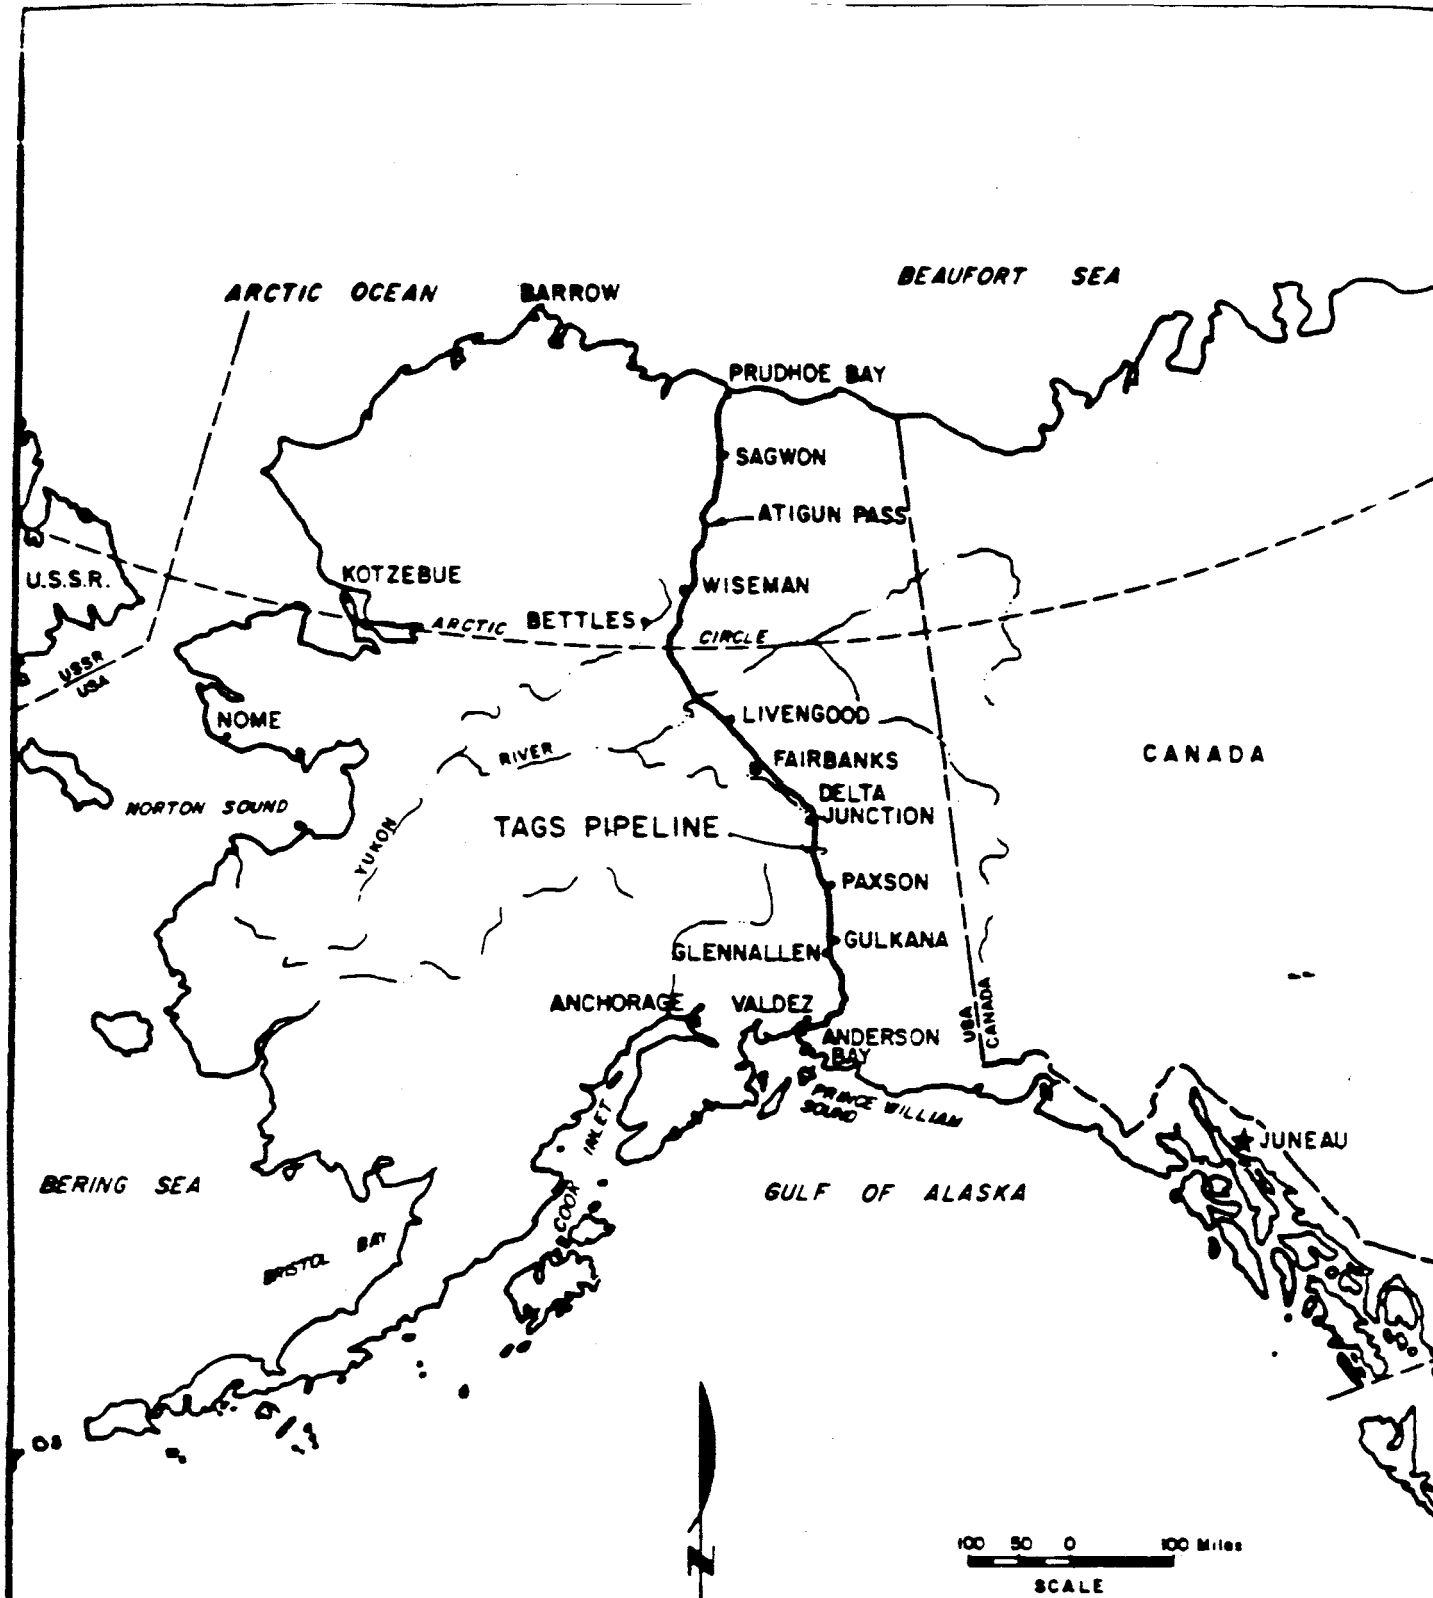 BEAUFORT SEA
ARCTIC OCEAN
BARROW
PRUDHOE BAY
SAGWON
ATIGUN PASS
U.S.S.R.
KOTZEBUE
WISEMAN
ARCTIC
BETTLES
CIRCLE
USSR
USA
NOME
LIVENGOOD
RIVER
FAIRBANKS
CANADA
NORTON SOUND
DELTA
JUNCTION
TAGS PIPELINE
YUKON
PAXSON
GULKANA
GLENNALLEN
ANCHORAGE
VALDEZ
USA
CANADA
ANDERSON
BAY
PRINCE WILLIAM
SOUND
COOK INLET
JUNEAU
BERING SEA
GULF OF ALASKA
BRISTOL BAY
N
100 50 0 100 Miles
SCALE